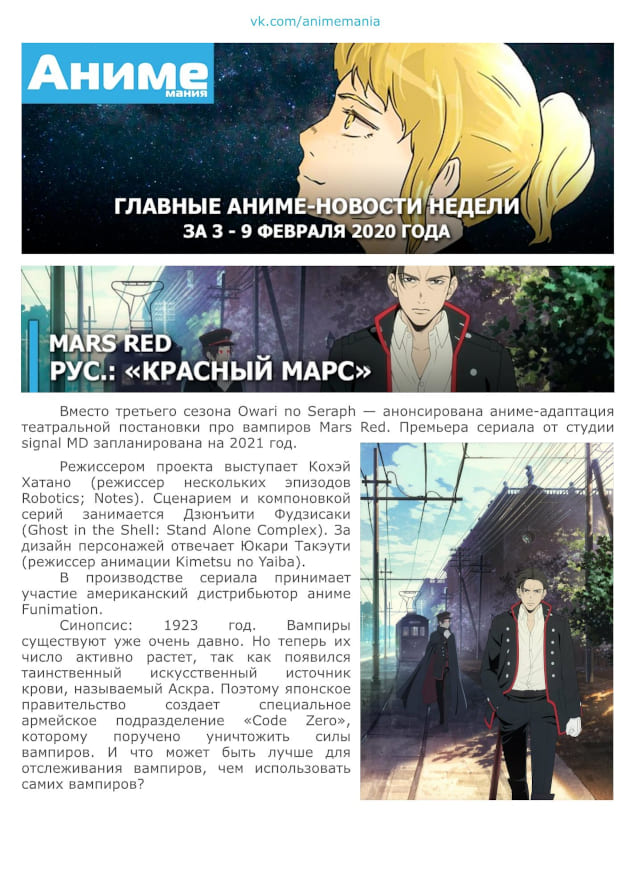 vk.com/animemania
Аниме
мания
ГЛАВНЫЕ АНИМЕ-НОВОСТИ НЕДЕЛИ
ЗА 3 - 9 ФЕВРАЛЯ 2020 ГОДА
MARS RED
РУС.: «КРАСНЫЙ МАРС»
Вместо третьего сезона Owari no Seraph — анонсирована аниме-адаптация
театральной постановки про вампиров Mars Red. Премьера сериала от студии
signal MD запланирована на 2021 год.
Режиссером проекта выступает Кохэй
Хатано (режиссер нескольких эпизодов
Robotics; Notes). Сценарием и компоновкой
серий занимается Дзюнъити Фудзисаки
(Ghost in the Shell: Stand Alone Complex). За
дизайн персонажей отвечает Юкари Такэути
(режиссер анимации Kimetsu no Yaiba).
В производстве сериала принимает
участие американский дистрибьютор аниме
Funimation.
Синопсис: 1923 год. Вампиры
существуют уже очень давно. Но теперь их
число активно растет, так как появился
таинственный искусственный источник
крови, называемый Аскра. Поэтому японское
правительство создает специальное
армейское подразделение «Code Zero»,
которому поручено уничтожить силы
вампиров. И что может быть лучше для
отслеживания вампиров, чем использовать
самих вампиров?